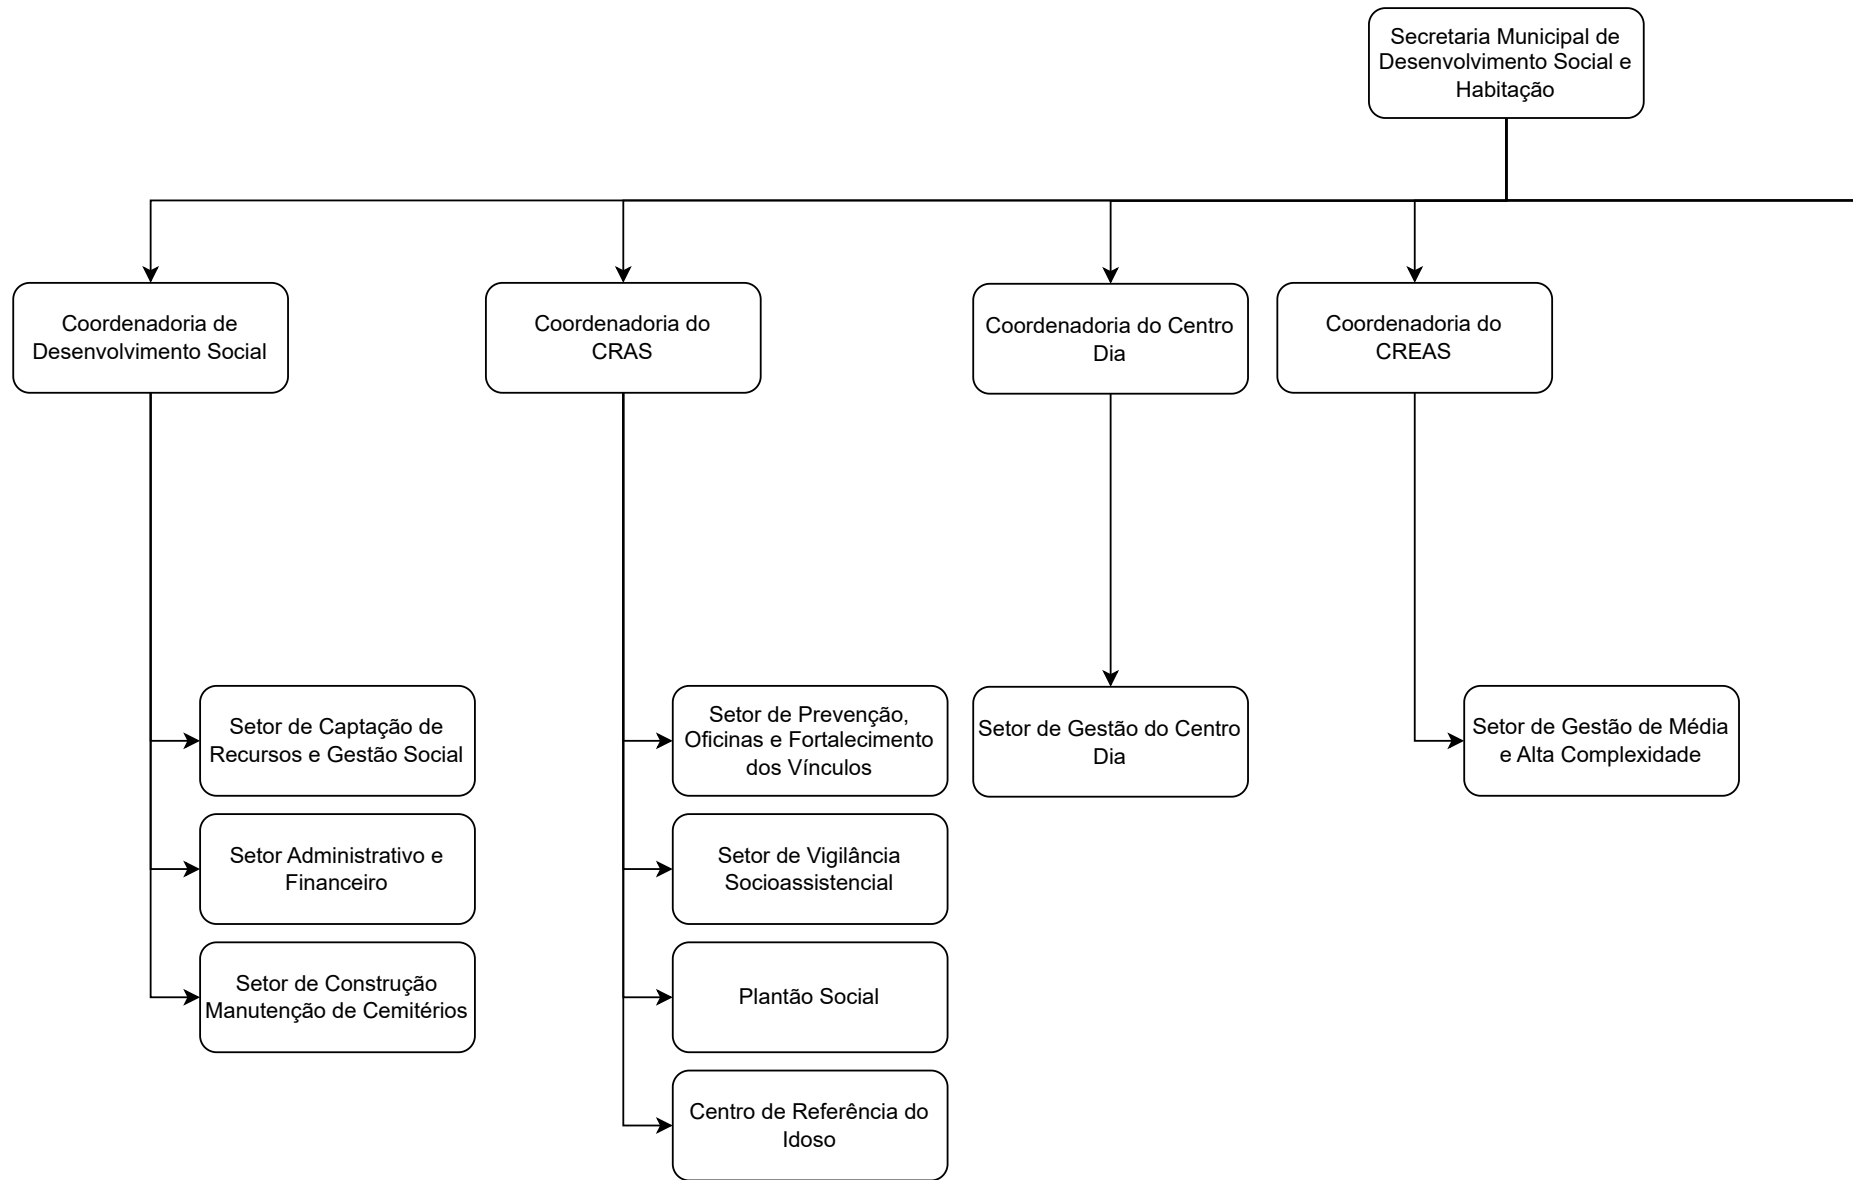 Secretaria Municipal de
Desenvolvimento Social e
Habitação
Coordenadoria de
Desenvolvimento Social
Coordenadoria do
CRAS
Coordenadoria do Centro
Dia
Coordenadoria do
CREAS
Setor de Captação de
Recursos e Gestão Social
Setor de Prevenção,
Oficinas e Fortalecimento
dos Vínculos
Setor de Gestão do Centro
Dia
Setor de Gestão de Média
e Alta Complexidade
Setor Administrativo e
Financeiro
Setor de Vigilância
Socioassistencial
Setor de Construção
Manutenção de Cemitérios
Plantão Social
Centro de Referência do
Idoso